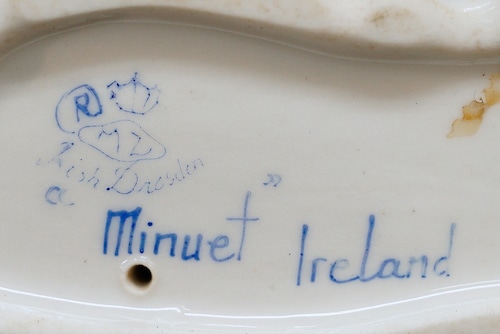 R
MZ
Irish Dresden
a
Minuet" Ireland